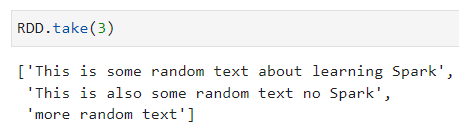 RDD.take(3)
['This is some random text about learning Spark',
'This is also some random text no Spark',
'more random text']